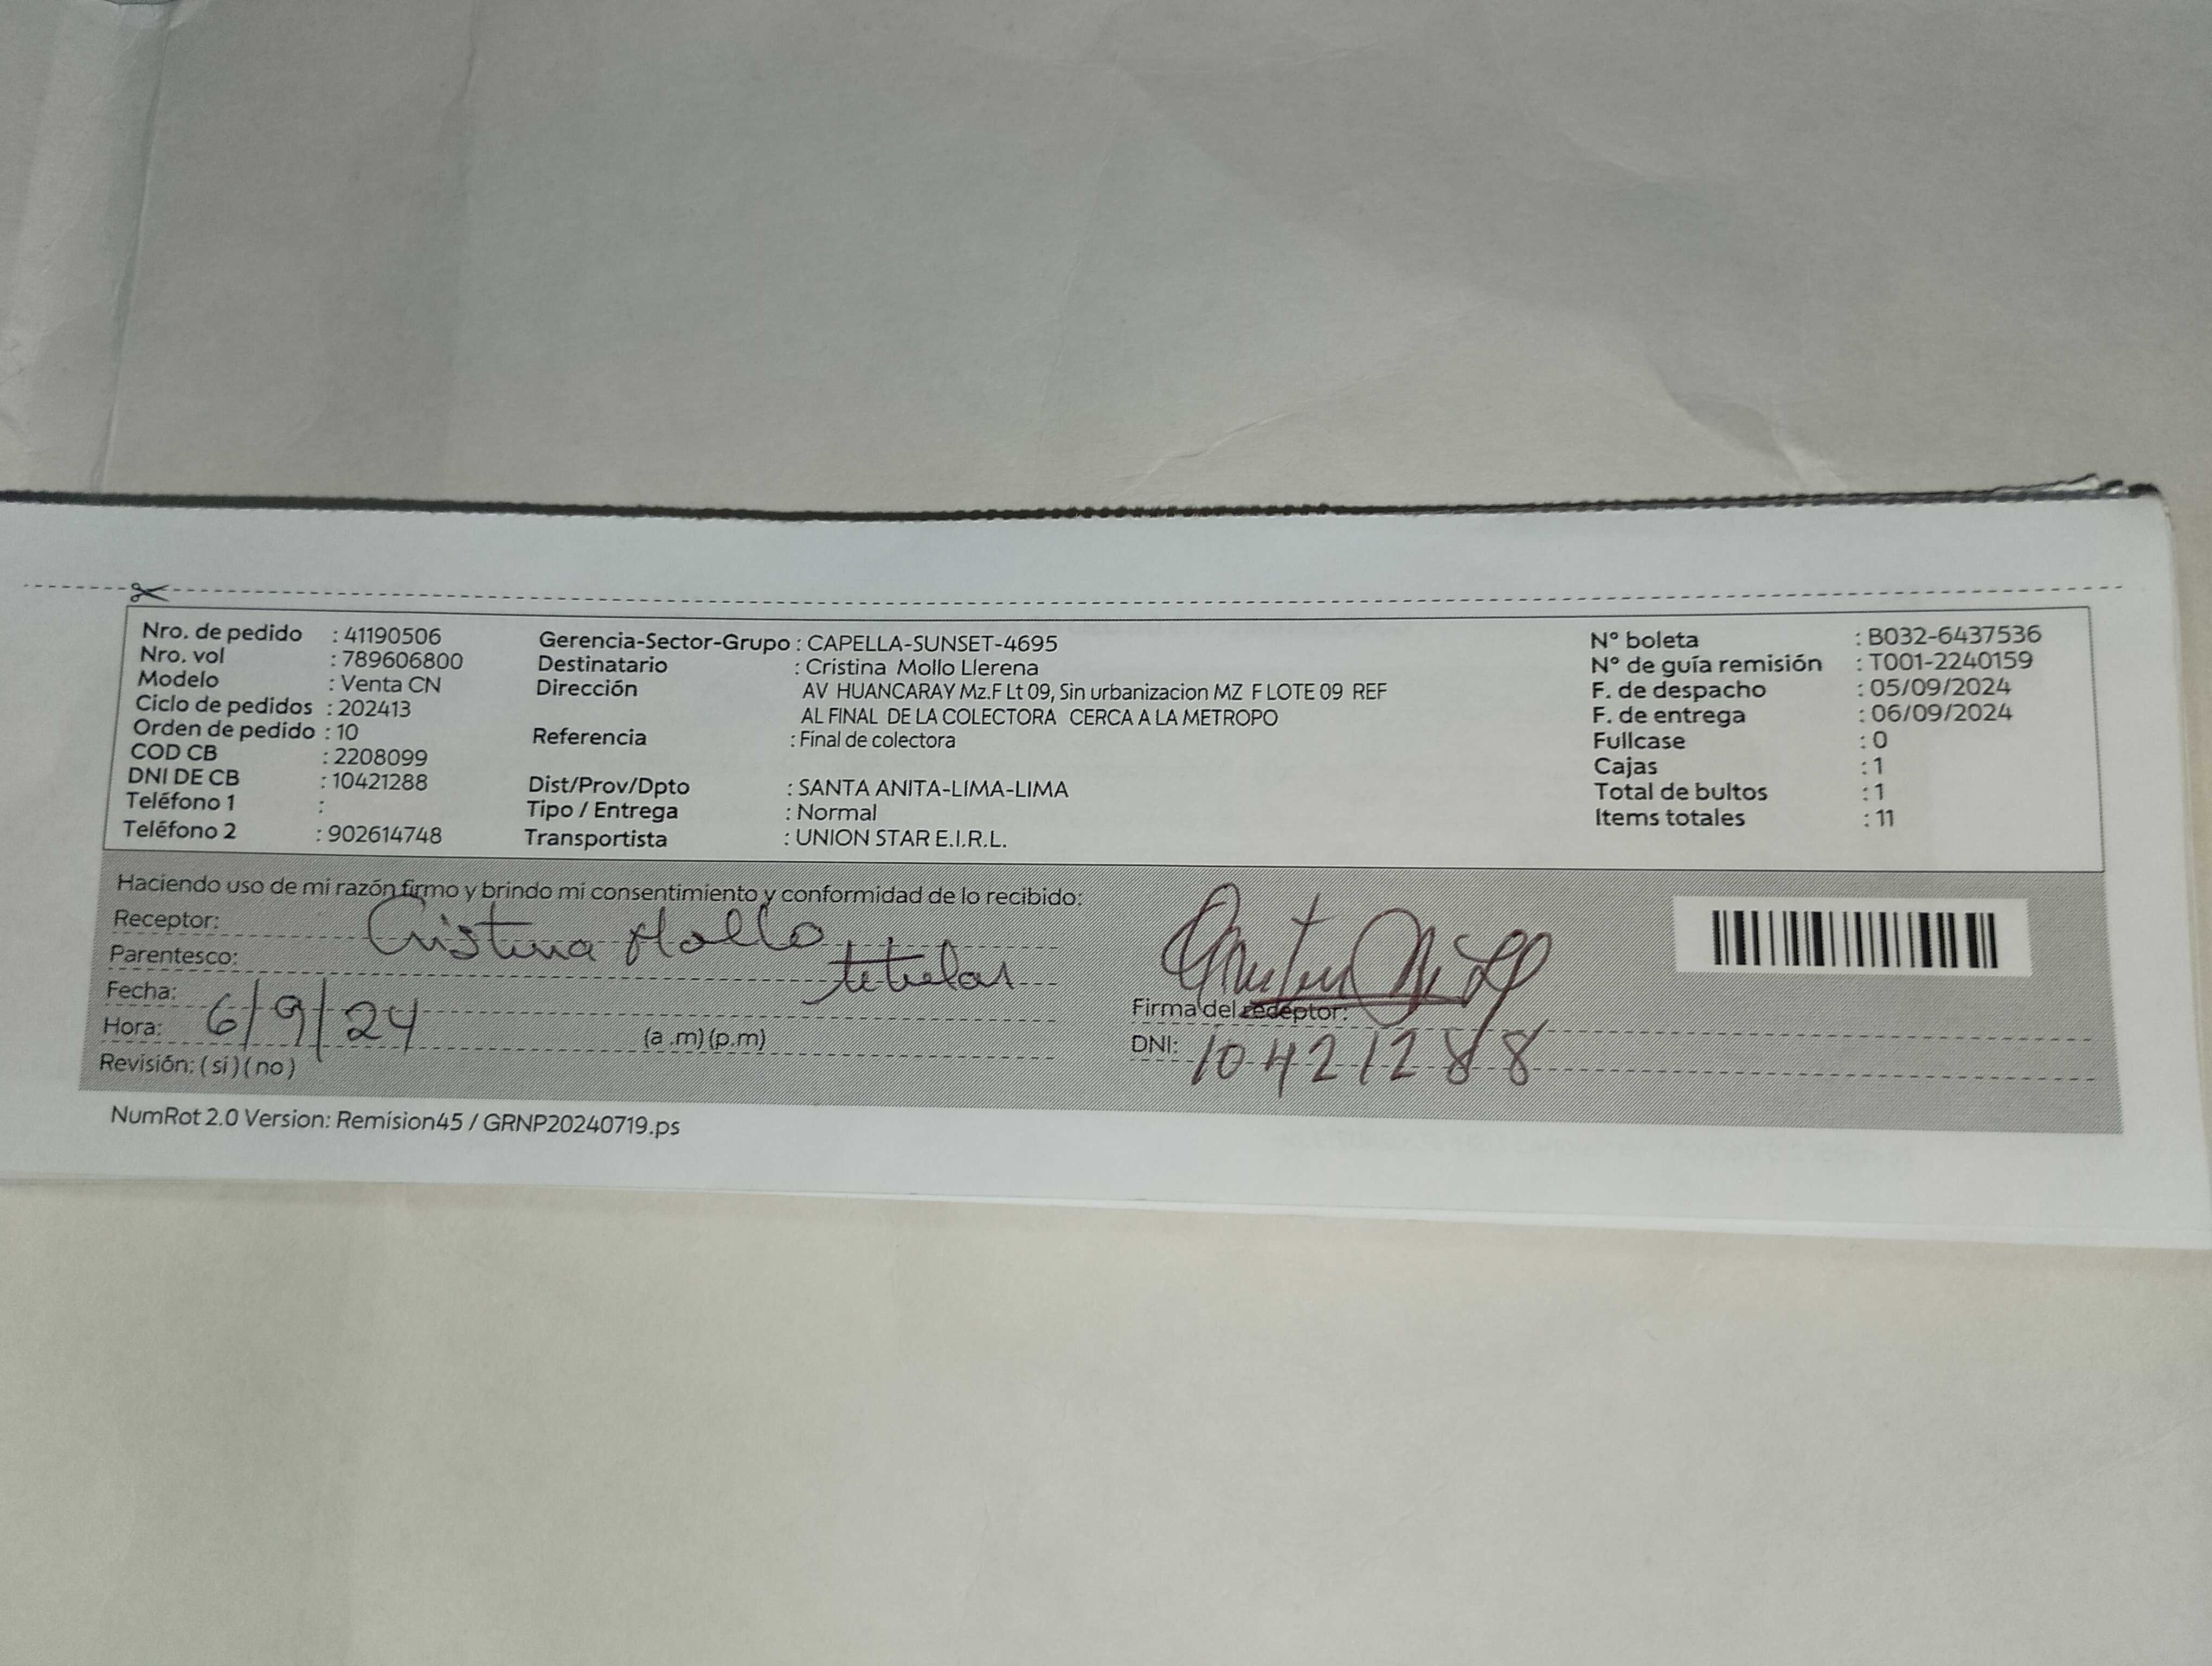 Nro. de pedido : 41190506
Nro. vol : 789606800
Modelo : Venta CN
Ciclo de pedidos : 202413
Orden de pedido : 10
COD CB : 2208099
DNI DE CB : 10421288
Teléfono 1 :
Teléfono 2 : 902614748
Gerencia-Sector-Grupo : CAPELLA-SUNSET-4695
Destinatario : Cristina Mollo Llerena
Dirección AV HUANCARAY Mz.F Lt 09, Sin urbanizacion MZ F LOTE 09 REF
AL FINAL DE LA COLECTORA CERCA A LA METROPO
Referencia : Final de colectora
Dist/Prov/Dpto : SANTA ANITA-LIMA-LIMA
Tipo / Entrega : Normal
Transportista : UNION STAR E.I.R.L.
N° boleta : B032-6437536
N° de guía remisión : T001-2240159
F. de despacho : 05/09/2024
F. de entrega : 06/09/2024
Fullcase : 0
Cajas : 1
Total de bultos : 1
Items totales : 11
Haciendo uso de mi razón firmo y brindo mi consentimiento y conformidad de lo recibido:
Receptor: Cristina Mollo
Parentesco: titular
Fecha: 6/9/24
Hora: (a .m) (p.m)
Revisión: ( si ) ( no )
Firma del receptor:
DNI: 10421288
NumRot 2.0 Version: Remision45 / GRNP20240719.ps